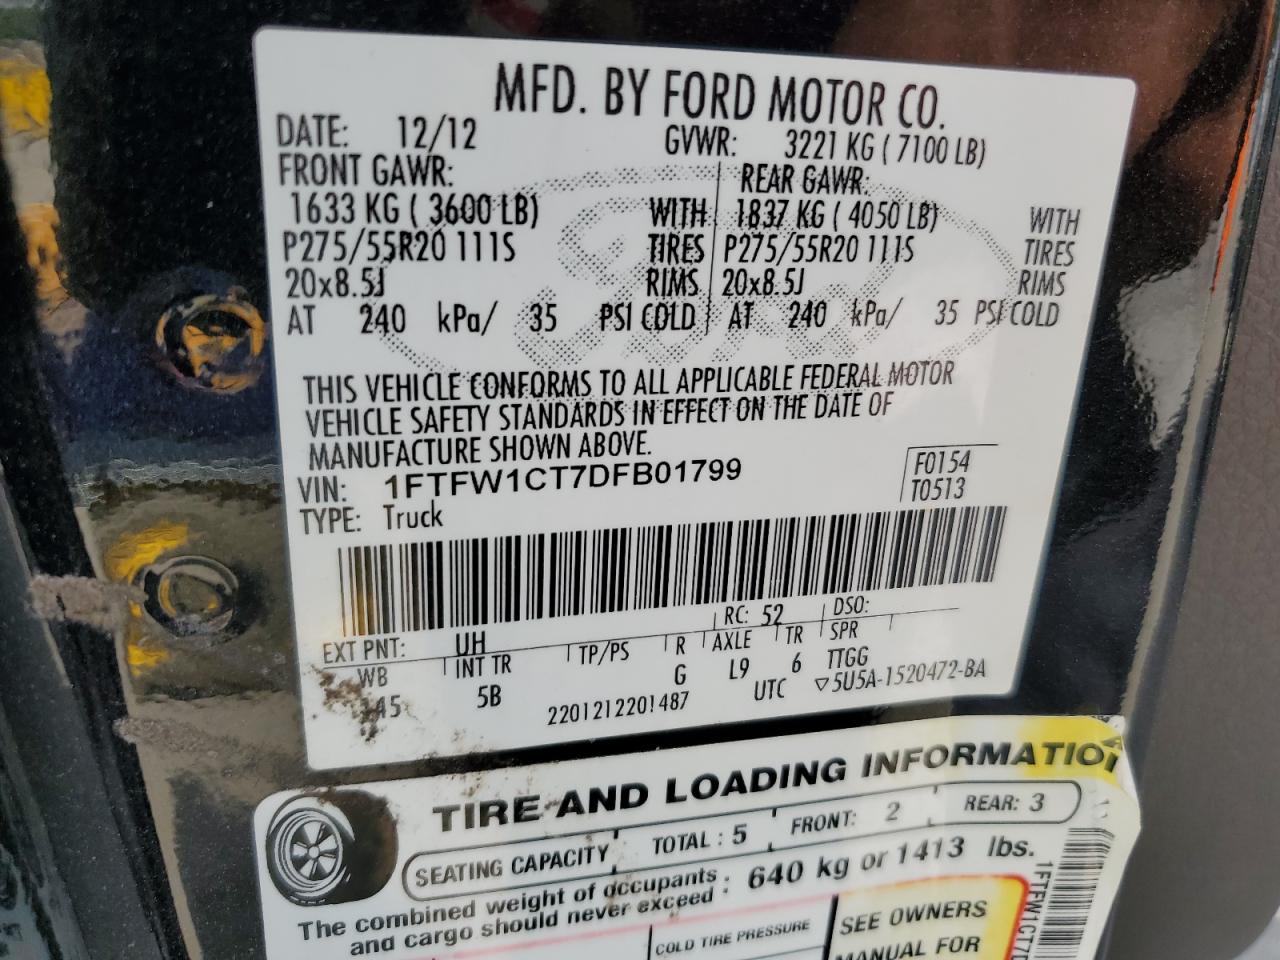 MFD. BY FORD MOTOR CO.
DATE: 12/12 GVWR: 3221 KG ( 7100 LB)
FRONT GAWR: REAR GAWR:
1633 KG ( 3600 LB) WITH 1837 KG ( 4050 LB) WITH
P275/55R20 111S TIRES P275/55R20 111S TIRES
20x8.5J RIMS 20x8.5J RIMS
AT 240 kPa/ 35 PSI COLD AT 240 kPa/ 35 PSI COLD
THIS VEHICLE CONFORMS TO ALL APPLICABLE FEDERAL MOTOR
VEHICLE SAFETY STANDARDS IN EFFECT ON THE DATE OF
MANUFACTURE SHOWN ABOVE.
VIN: 1FTFW1CT7DFB01799 F0154
TYPE: Truck T0513
EXT PNT: UH RC: 52 DSO:
WB INT TR TP/PS R AXLE TR SPR
145 5B G L9 6 TTGG
2201212201487 UTC ▽5U5A-1520472-BA
TIRE AND LOADING INFORMATION
SEATING CAPACITY TOTAL : 5 FRONT: 2 REAR: 3
The combined weight of occupants : 640 kg or 1413 lbs.
and cargo should never exceed :
COLD TIRE PRESSURE
SEE OWNERS
MANUAL FOR
1FTFW1CT7D